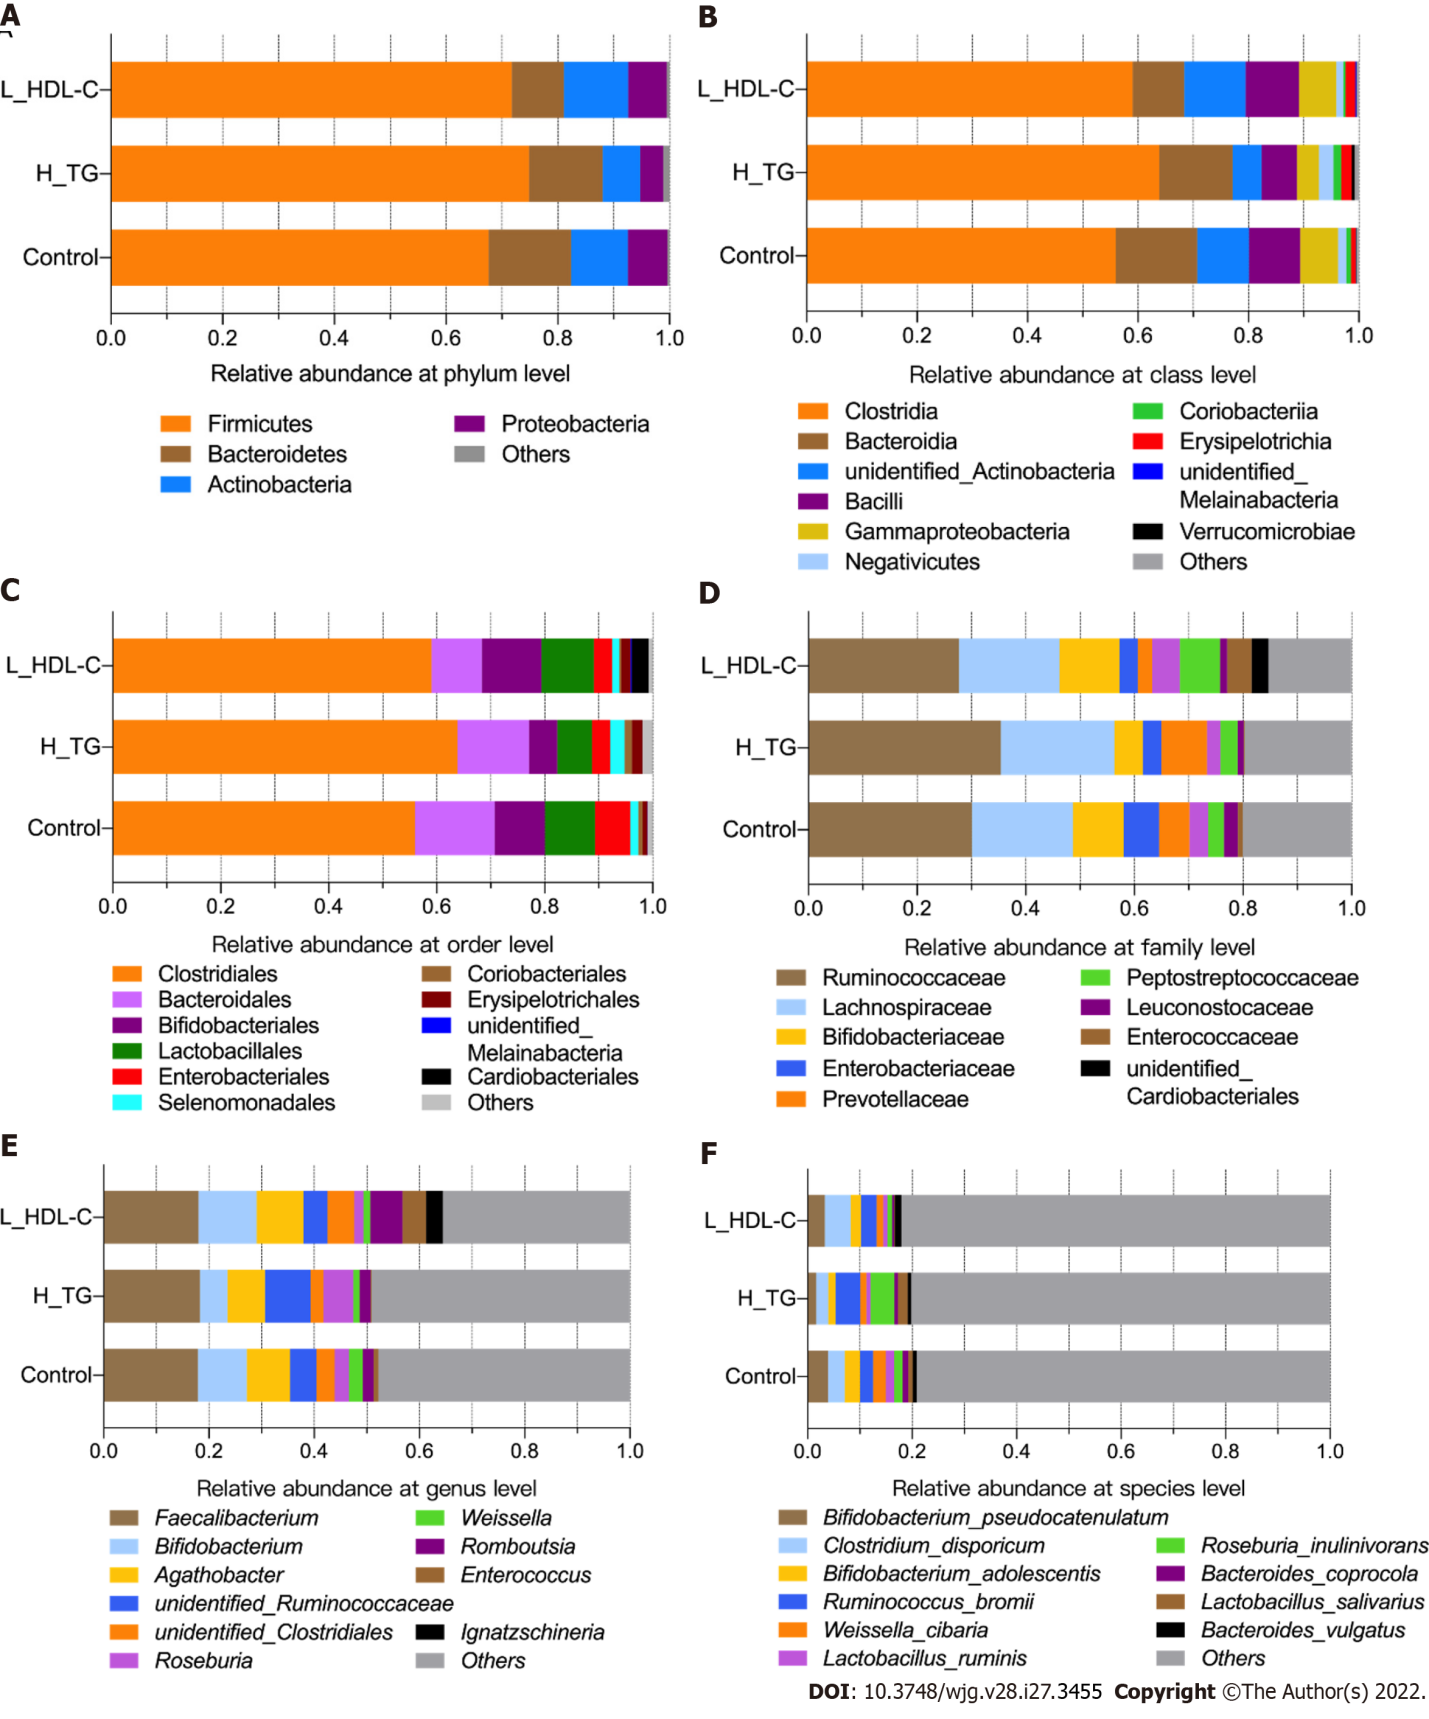 A
L_HDL-C
H_TG
Control
0.0 0.2 0.4 0.6 0.8 1.0
Relative abundance at phylum level
Firmicutes
Bacteroidetes
Actinobacteria
Proteobacteria
Others
B
L_HDL-C
H_TG
Control
0.0 0.2 0.4 0.6 0.8 1.0
Relative abundance at class level
Clostridia
Bacteroidia
unidentified_Actinobacteria
Bacilli
Gammaproteobacteria
Negativicutes
Coriobacteriia
Erysipelotrichia
unidentified_
Melainabacteria
Verrucomicrobiae
Others
C
L_HDL-C
H_TG
Control
0.0 0.2 0.4 0.6 0.8 1.0
Relative abundance at order level
Clostridiales
Bacteroidales
Bifidobacteriales
Lactobacillales
Enterobacteriales
Selenomonadales
Coriobacteriales
Erysipelotrichales
unidentified_
Melainabacteria
Cardiobacteriales
Others
D
L_HDL-C
H_TG
Control
0.0 0.2 0.4 0.6 0.8 1.0
Relative abundance at family level
Ruminococcaceae
Lachnospiraceae
Bifidobacteriaceae
Enterobacteriaceae
Prevotellaceae
Peptostreptococcaceae
Leuconostocaceae
Enterococcaceae
unidentified_
Cardiobacteriales
E
L_HDL-C
H_TG
Control
0.0 0.2 0.4 0.6 0.8 1.0
Relative abundance at genus level
Faecalibacterium
Bifidobacterium
Agathobacter
unidentified_Ruminococcaceae
unidentified_Clostridiales
Roseburia
Weissella
Romboutsia
Enterococcus
Ignatzschineria
Others
F
L_HDL-C
H_TG
Control
0.0 0.2 0.4 0.6 0.8 1.0
Relative abundance at species level
Bifidobacterium_pseudocatenulatum
Clostridium_disporicum
Bifidobacterium_adolescentis
Ruminococcus_bromii
Weissella_cibaria
Lactobacillus_ruminis
Roseburia_inulinivorans
Bacteroides_coprocola
Lactobacillus_salivarius
Bacteroides_vulgatus
Others
DOI: 10.3748/wjg.v28.i27.3455 Copyright ©The Author(s) 2022.